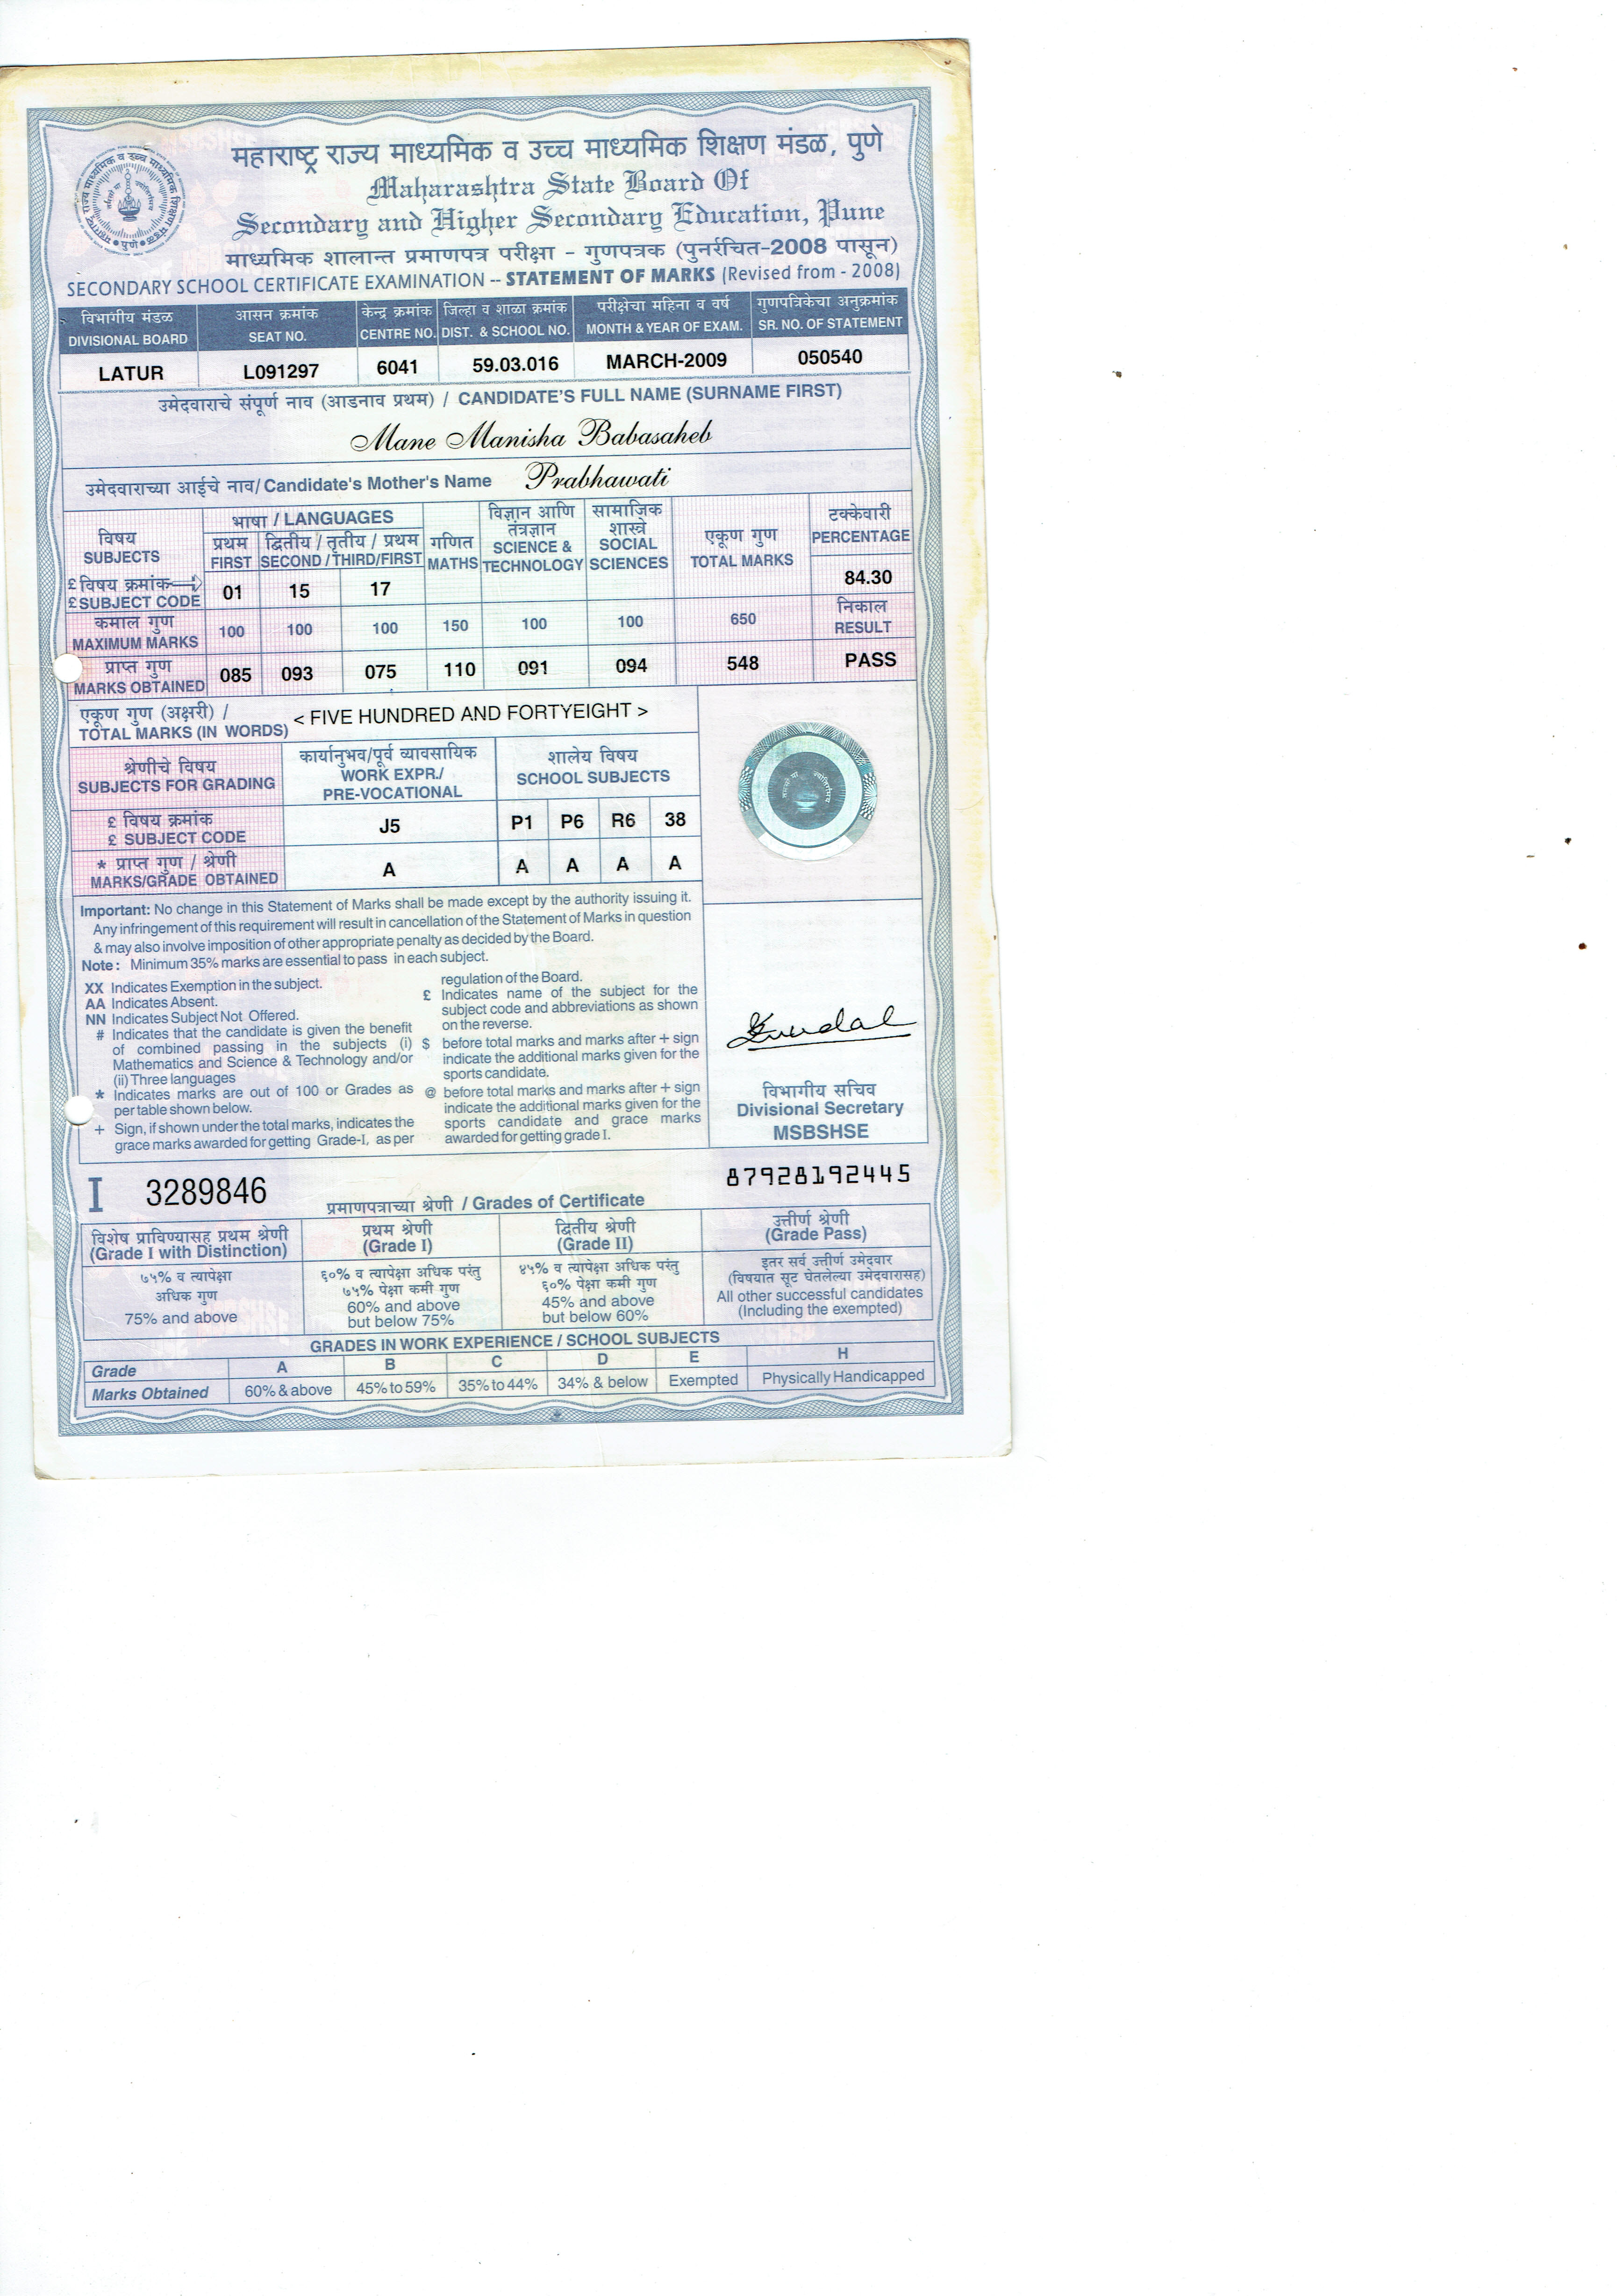 महाराष्ट्र राज्य माध्यमिक व उच्च माध्यमिक शिक्षण मंडळ, पुणे
Maharashtra State Board Of
Secondary and Higher Secondary Education, Pune
माध्यमिक शालान्त प्रमाणपत्र परीक्षा - गुणपत्रक (पुनर्रचित-2008 पासून)
SECONDARY SCHOOL CERTIFICATE EXAMINATION -- STATEMENT OF MARKS (Revised from - 2008)
विभागीय मंडळ आसन क्रमांक केन्द्र क्रमांक जिल्हा व शाळा क्रमांक परीक्षेचा महिना व वर्ष गुणपत्रिकेचा अनुक्रमांक
DIVISIONAL BOARD SEAT NO. CENTRE NO. DIST. & SCHOOL NO. MONTH & YEAR OF EXAM. SR. NO. OF STATEMENT
LATUR L091297 6041 59.03.016 MARCH-2009 050540
उमेदवाराचे संपूर्ण नाव (आडनाव प्रथम) / CANDIDATE'S FULL NAME (SURNAME FIRST)
Mane Manisha Babasaheb
उमेदवाराच्या आईचे नाव/ Candidate's Mother's Name Prabhawati
विषय
SUBJECTS
भाषा / LANGUAGES
प्रथम द्वितीय / तृतीय / प्रथम
FIRST SECOND / THIRD/FIRST
गणित
MATHS
विज्ञान आणि
तंत्रज्ञान
SCIENCE &
TECHNOLOGY
सामाजिक
शास्त्रे
SOCIAL
SCIENCES
एकूण गुण
TOTAL MARKS
टक्केवारी
PERCENTAGE
84.30
£ विषय क्रमांक
£ SUBJECT CODE 01 15 17
निकाल
RESULT
कमाल गुण
MAXIMUM MARKS 100 100 100 150 100 100 650
प्राप्त गुण
MARKS OBTAINED 085 093 075 110 091 094 548 PASS
एकूण गुण (अक्षरी) /
TOTAL MARKS (IN WORDS) < FIVE HUNDRED AND FORTYEIGHT >
श्रेणीचे विषय
SUBJECTS FOR GRADING
कार्यानुभव/पूर्व व्यावसायिक
WORK EXPR./
PRE-VOCATIONAL
शालेय विषय
SCHOOL SUBJECTS
£ विषय क्रमांक
£ SUBJECT CODE J5 P1 P6 R6 38
* प्राप्त गुण / श्रेणी
MARKS/GRADE OBTAINED A A A A A
Important: No change in this Statement of Marks shall be made except by the authority issuing it.
Any infringement of this requirement will result in cancellation of the Statement of Marks in question
& may also involve imposition of other appropriate penalty as decided by the Board.
Note: Minimum 35% marks are essential to pass in each subject.
XX Indicates Exemption in the subject.
AA Indicates Absent.
NN Indicates Subject Not Offered.
# Indicates that the candidate is given the benefit
of combined passing in the subjects (i)
Mathematics and Science & Technology and/or
(ii) Three languages
* Indicates marks are out of 100 or Grades as
per table shown below.
+ Sign, if shown under the total marks, indicates the
grace marks awarded for getting Grade-I, as per
regulation of the Board.
£ Indicates name of the subject for the
subject code and abbreviations as shown
on the reverse.
$ before total marks and marks after + sign
indicate the additional marks given for the
sports candidate.
@ before total marks and marks after + sign
indicate the additional marks given for the
sports candidate and grace marks
awarded for getting grade I.
विभागीय सचिव
Divisional Secretary
MSBSHSE
I 3289846
87928192445
प्रमाणपत्राच्या श्रेणी / Grades of Certificate
विशेष प्राविण्यासह प्रथम श्रेणी
(Grade I with Distinction)
प्रथम श्रेणी
(Grade I)
द्वितीय श्रेणी
(Grade II)
उत्तीर्ण श्रेणी
(Grade Pass)
७५% व त्यापेक्षा
अधिक गुण
75% and above
६०% व त्यापेक्षा अधिक परंतु
७५% पेक्षा कमी गुण
60% and above
but below 75%
४५% व त्यापेक्षा अधिक परंतु
६०% पेक्षा कमी गुण
45% and above
but below 60%
इतर सर्व उत्तीर्ण उमेदवार
(विषयात सूट घेतलेल्या उमेदवारासह)
All other successful candidates
(Including the exempted)
GRADES IN WORK EXPERIENCE / SCHOOL SUBJECTS
Grade A B C D E H
Marks Obtained 60% & above 45% to 59% 35% to 44% 34% & below Exempted Physically Handicapped